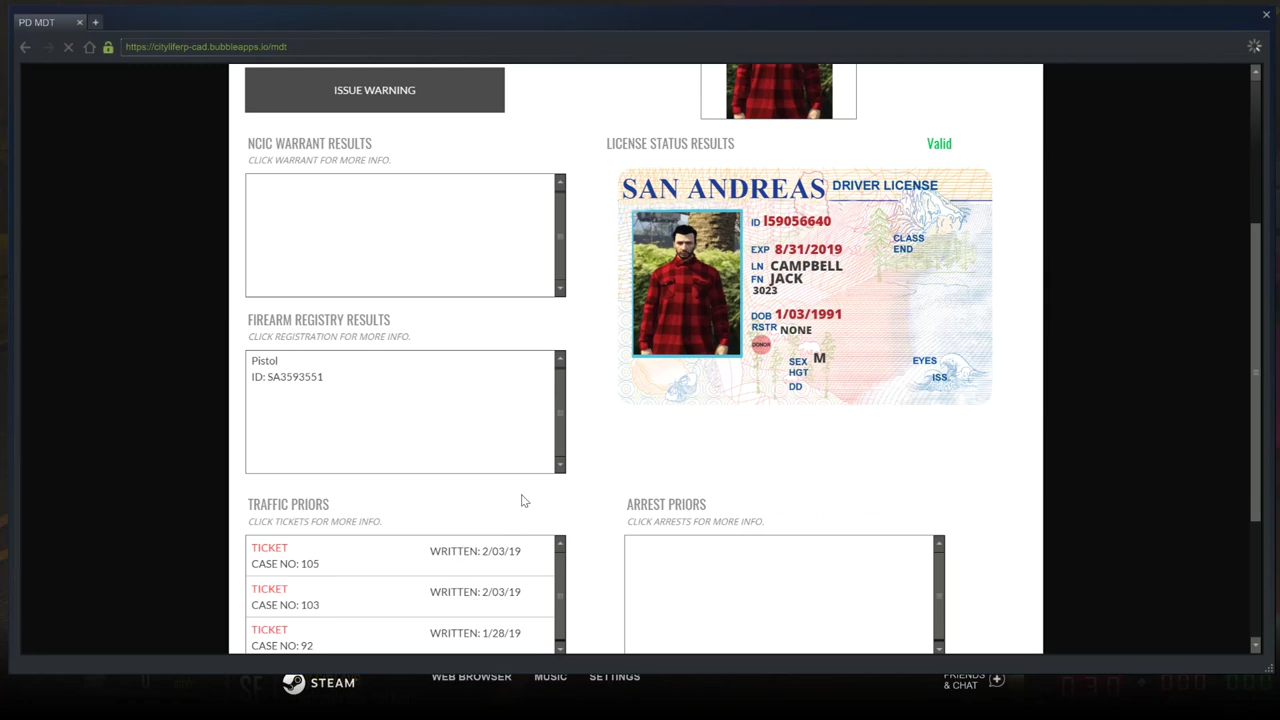 PD MDT
https://cityliferp-cad.bubbleapps.io/mdt
ISSUE WARNING
NCIC WARRANT RESULTS
CLICK WARRANT FOR MORE INFO.
LICENSE STATUS RESULTS
Valid
SAN ANDREAS DRIVER LICENSE
ID I59056640
CLASS
END
EXP 8/31/2019
LN CAMPBELL
FN JACK
3023
DOB 1/03/1991
RSTR NONE
DONOR
SEX M
HGT
DD
EYES
ISS.
FIREARM REGISTRY RESULTS
CLICK REGISTRATION FOR MORE INFO.
Pistol
ID: SA3593551
TRAFFIC PRIORS
CLICK TICKETS FOR MORE INFO.
TICKET
CASE NO: 105
WRITTEN: 2/03/19
TICKET
CASE NO: 103
WRITTEN: 2/03/19
TICKET
CASE NO: 92
WRITTEN: 1/28/19
ARREST PRIORS
CLICK ARRESTS FOR MORE INFO.
STEAM
WEB BROWSER
MUSIC
SETTINGS
FRIENDS
& CHAT